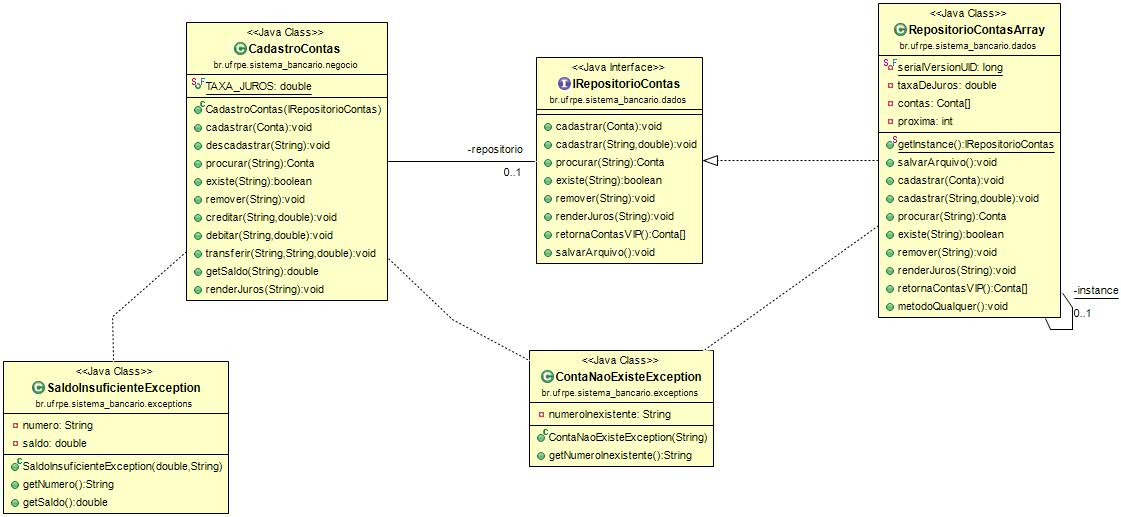 <<Java Class>>
CadastroContas
br.ufrpe.sistema_bancario.negocio
TAXA_JUROS: double
CadastroContas(IRepositorioContas)
cadastrar(Conta):void
descadastrar(String):void
procurar(String):Conta
existe(String):boolean
remover(String):void
creditar(String,double):void
debitar(String,double):void
transferir(String,String,double):void
getSaldo(String):double
renderJuros(String):void
-repositorio
0..1
<<Java Interface>>
IRepositorioContas
br.ufrpe.sistema_bancario.dados
cadastrar(Conta):void
cadastrar(String,double):void
procurar(String):Conta
existe(String):boolean
remover(String):void
renderJuros(String):void
retornaContasVIP():Conta[]
salvarArquivo():void
<<Java Class>>
RepositorioContasArray
br.ufrpe.sistema_bancario.dados
serialVersionUID: long
taxaDeJuros: double
contas: Conta[]
proxima: int
getInstance():IRepositorioContas
salvarArquivo():void
cadastrar(Conta):void
cadastrar(String,double):void
procurar(String):Conta
existe(String):boolean
remover(String):void
renderJuros(String):void
retornaContasVIP():Conta[]
metodoQualquer():void
-instance
0..1
<<Java Class>>
SaldoInsuficienteException
br.ufrpe.sistema_bancario.exceptions
numero: String
saldo: double
SaldoInsuficienteException(double,String)
getNumero():String
getSaldo():double
<<Java Class>>
ContaNaoExisteException
br.ufrpe.sistema_bancario.exceptions
numeroInexistente: String
ContaNaoExisteException(String)
getNumeroInexistente():String